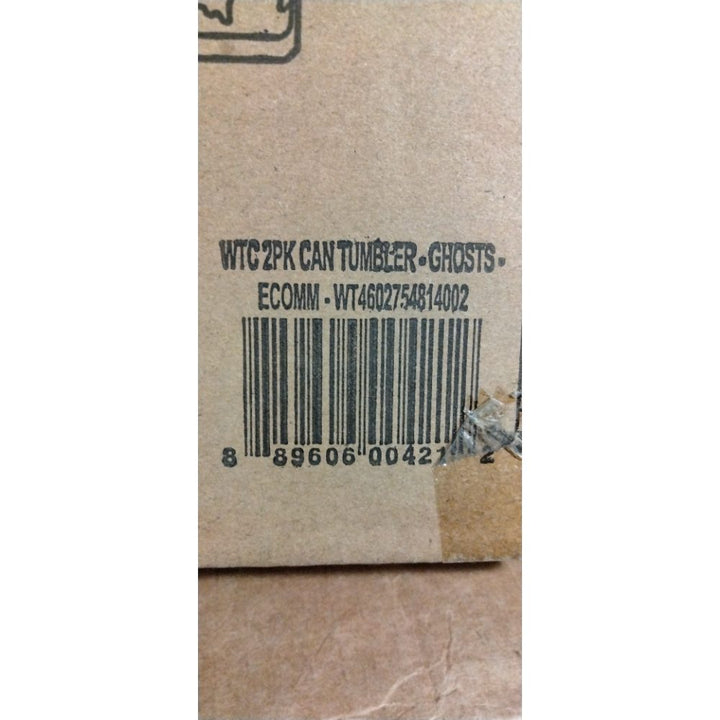 WTC 2PK CAN TUMBLER - GHOSTS -
ECOMM - WT4602754814002
8 89606 00421 2